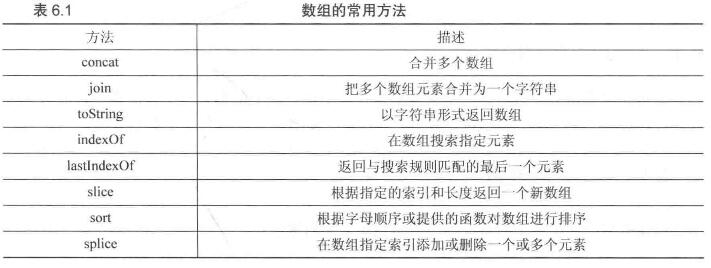 表 6.1 数组的常用方法
方法 描述
concat 合并多个数组
join 把多个数组元素合并为一个字符串
toString 以字符串形式返回数组
indexOf 在数组搜索指定元素
lastIndexOf 返回与搜索规则匹配的最后一个元素
slice 根据指定的索引和长度返回一个新数组
sort 根据字母顺序或提供的函数对数组进行排序
splice 在数组指定索引添加或删除一个或多个元素